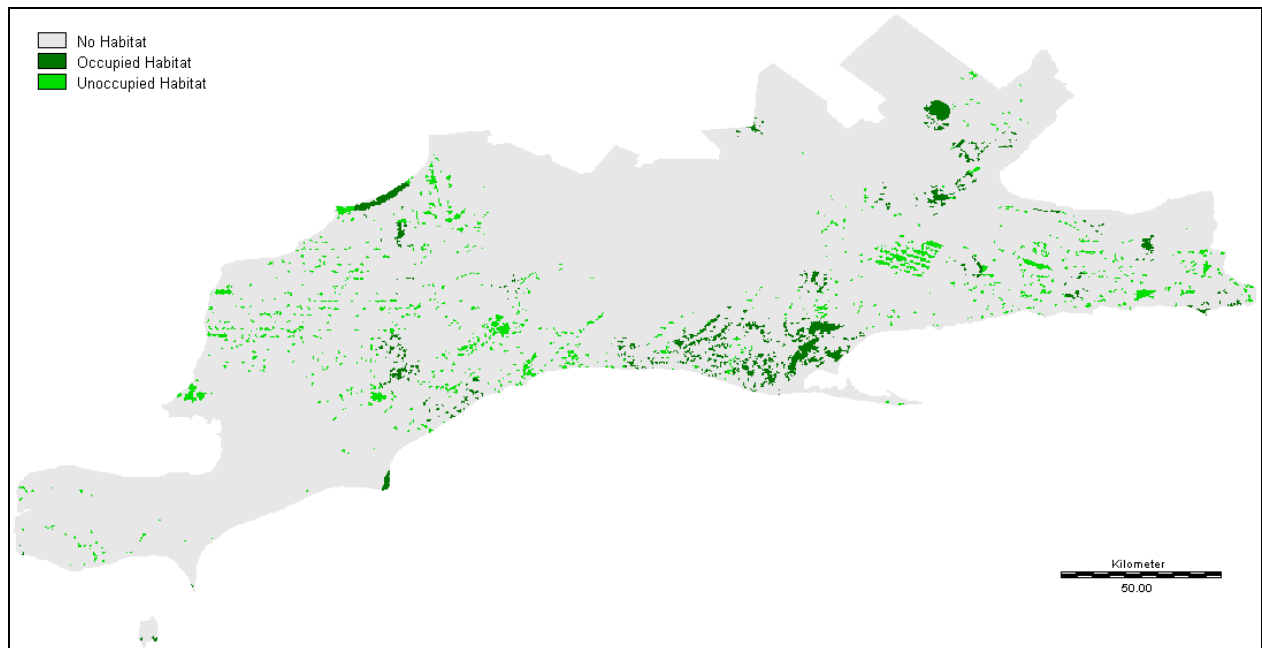 No Habitat
Occupied Habitat
Unoccupied Habitat
Kilometer
50.00